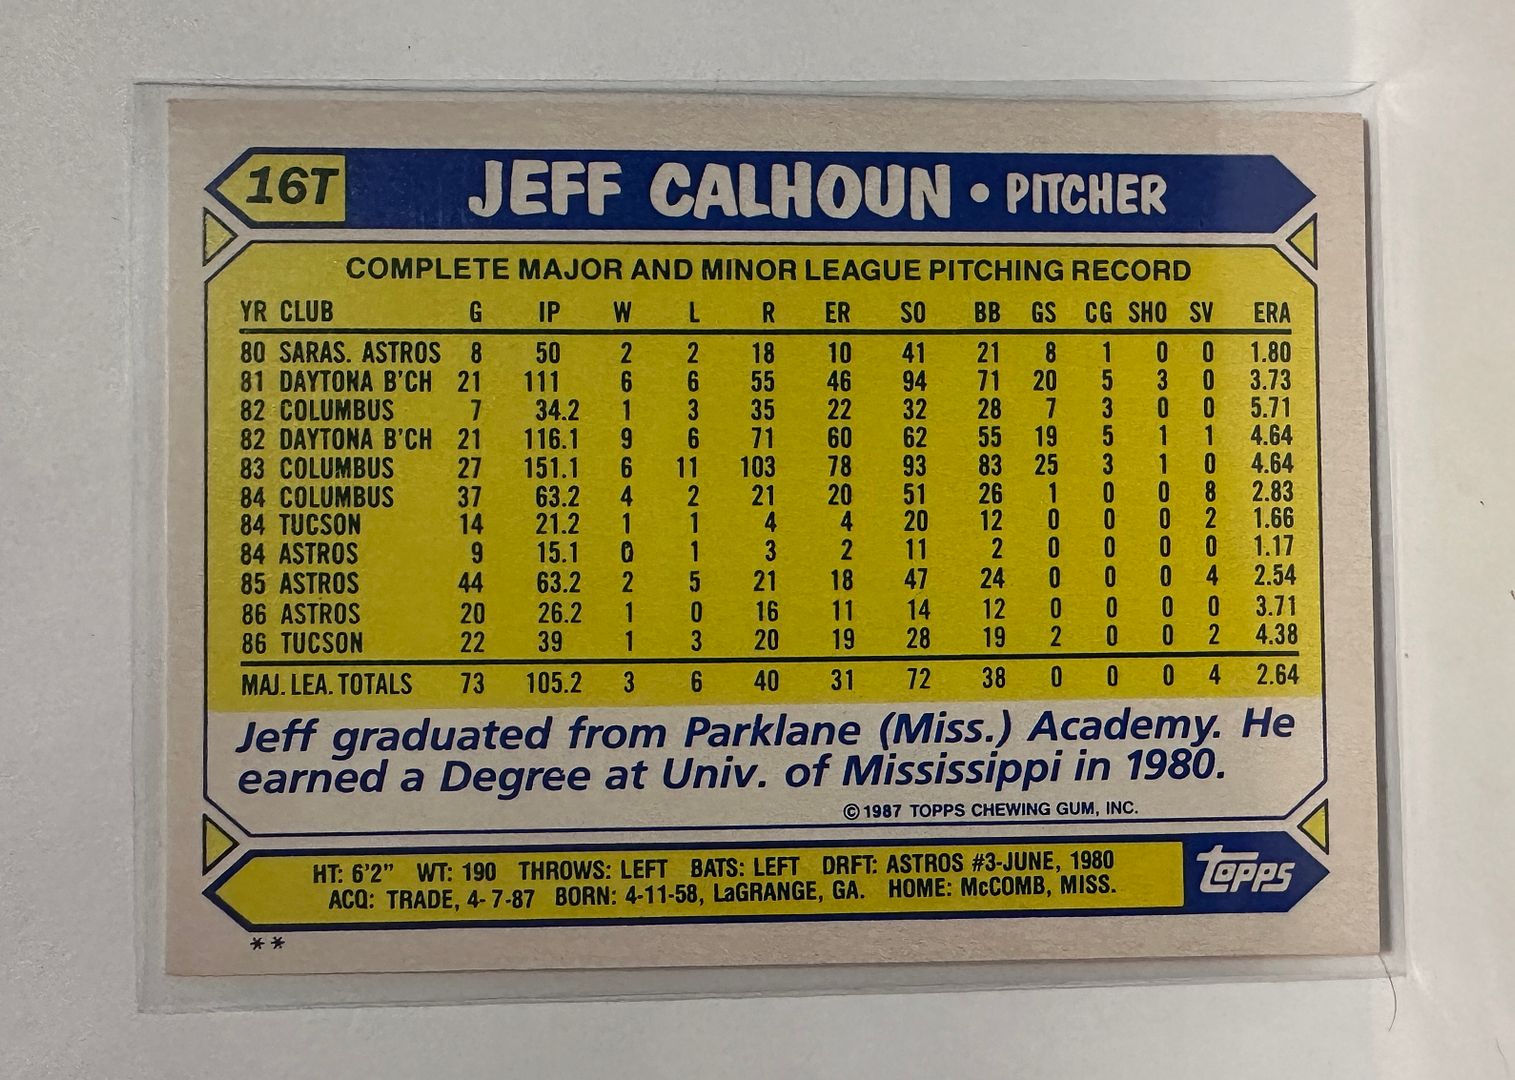 16T JEFF CALHOUN • PITCHER
COMPLETE MAJOR AND MINOR LEAGUE PITCHING RECORD
YR CLUB G IP W L R ER SO BB GS CG SHO SV ERA
80 SARAS. ASTROS 8 50 2 2 18 10 41 21 8 1 0 0 1.80
81 DAYTONA B'CH 21 111 6 6 55 46 94 71 20 5 3 0 3.73
82 COLUMBUS 7 34.2 1 3 35 22 32 28 7 3 0 0 5.71
82 DAYTONA B'CH 21 116.1 9 6 71 60 62 55 19 5 1 1 4.64
83 COLUMBUS 27 151.1 6 11 103 78 93 83 25 3 1 0 4.64
84 COLUMBUS 37 63.2 4 2 21 20 51 26 1 0 0 8 2.83
84 TUCSON 14 21.2 1 1 4 4 20 12 0 0 0 2 1.66
84 ASTROS 9 15.1 0 1 3 2 11 2 0 0 0 0 1.17
85 ASTROS 44 63.2 2 5 21 18 47 24 0 0 0 4 2.54
86 ASTROS 20 26.2 1 0 16 11 14 12 0 0 0 0 3.71
86 TUCSON 22 39 1 3 20 19 28 19 2 0 0 2 4.38
MAJ. LEA. TOTALS 73 105.2 3 6 40 31 72 38 0 0 0 4 2.64
Jeff graduated from Parklane (Miss.) Academy. He
earned a Degree at Univ. of Mississippi in 1980.
© 1987 TOPPS CHEWING GUM, INC.
HT: 6'2" WT: 190 THROWS: LEFT BATS: LEFT DRFT: ASTROS #3-JUNE, 1980
ACQ: TRADE, 4-7-87 BORN: 4-11-58, LaGRANGE, GA. HOME: McCOMB, MISS.
topps
**